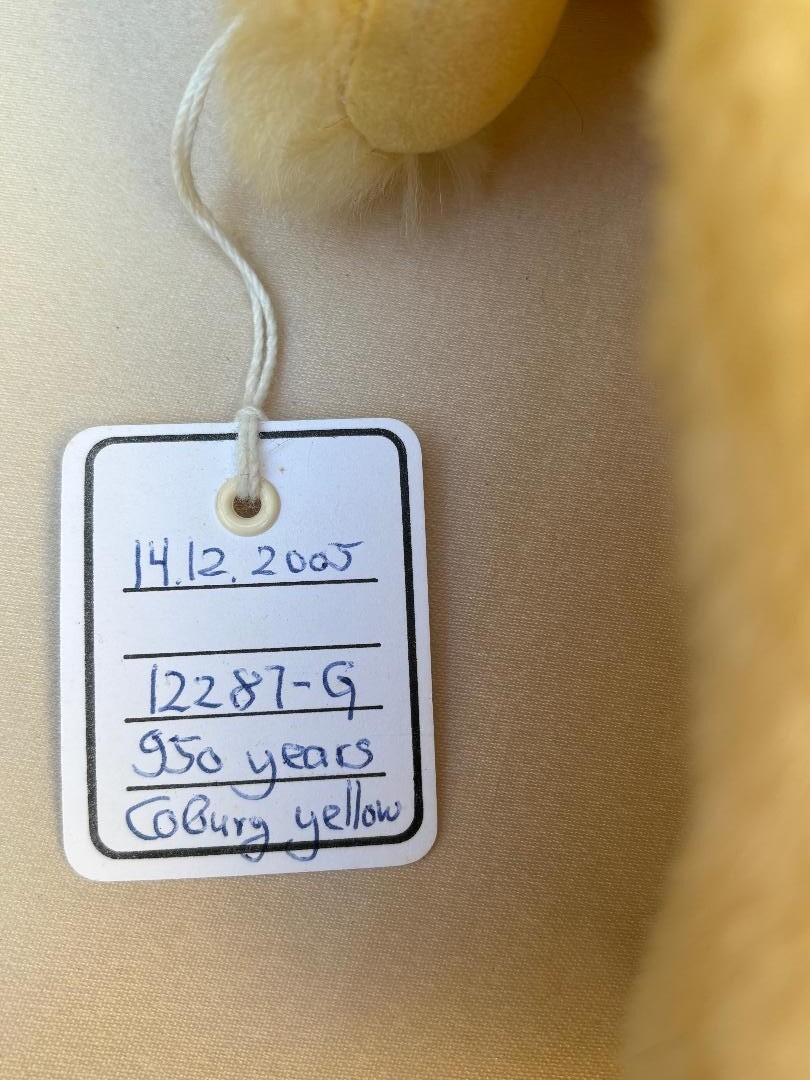 14.12.2005
12287-G
950 years
Coburg yellow